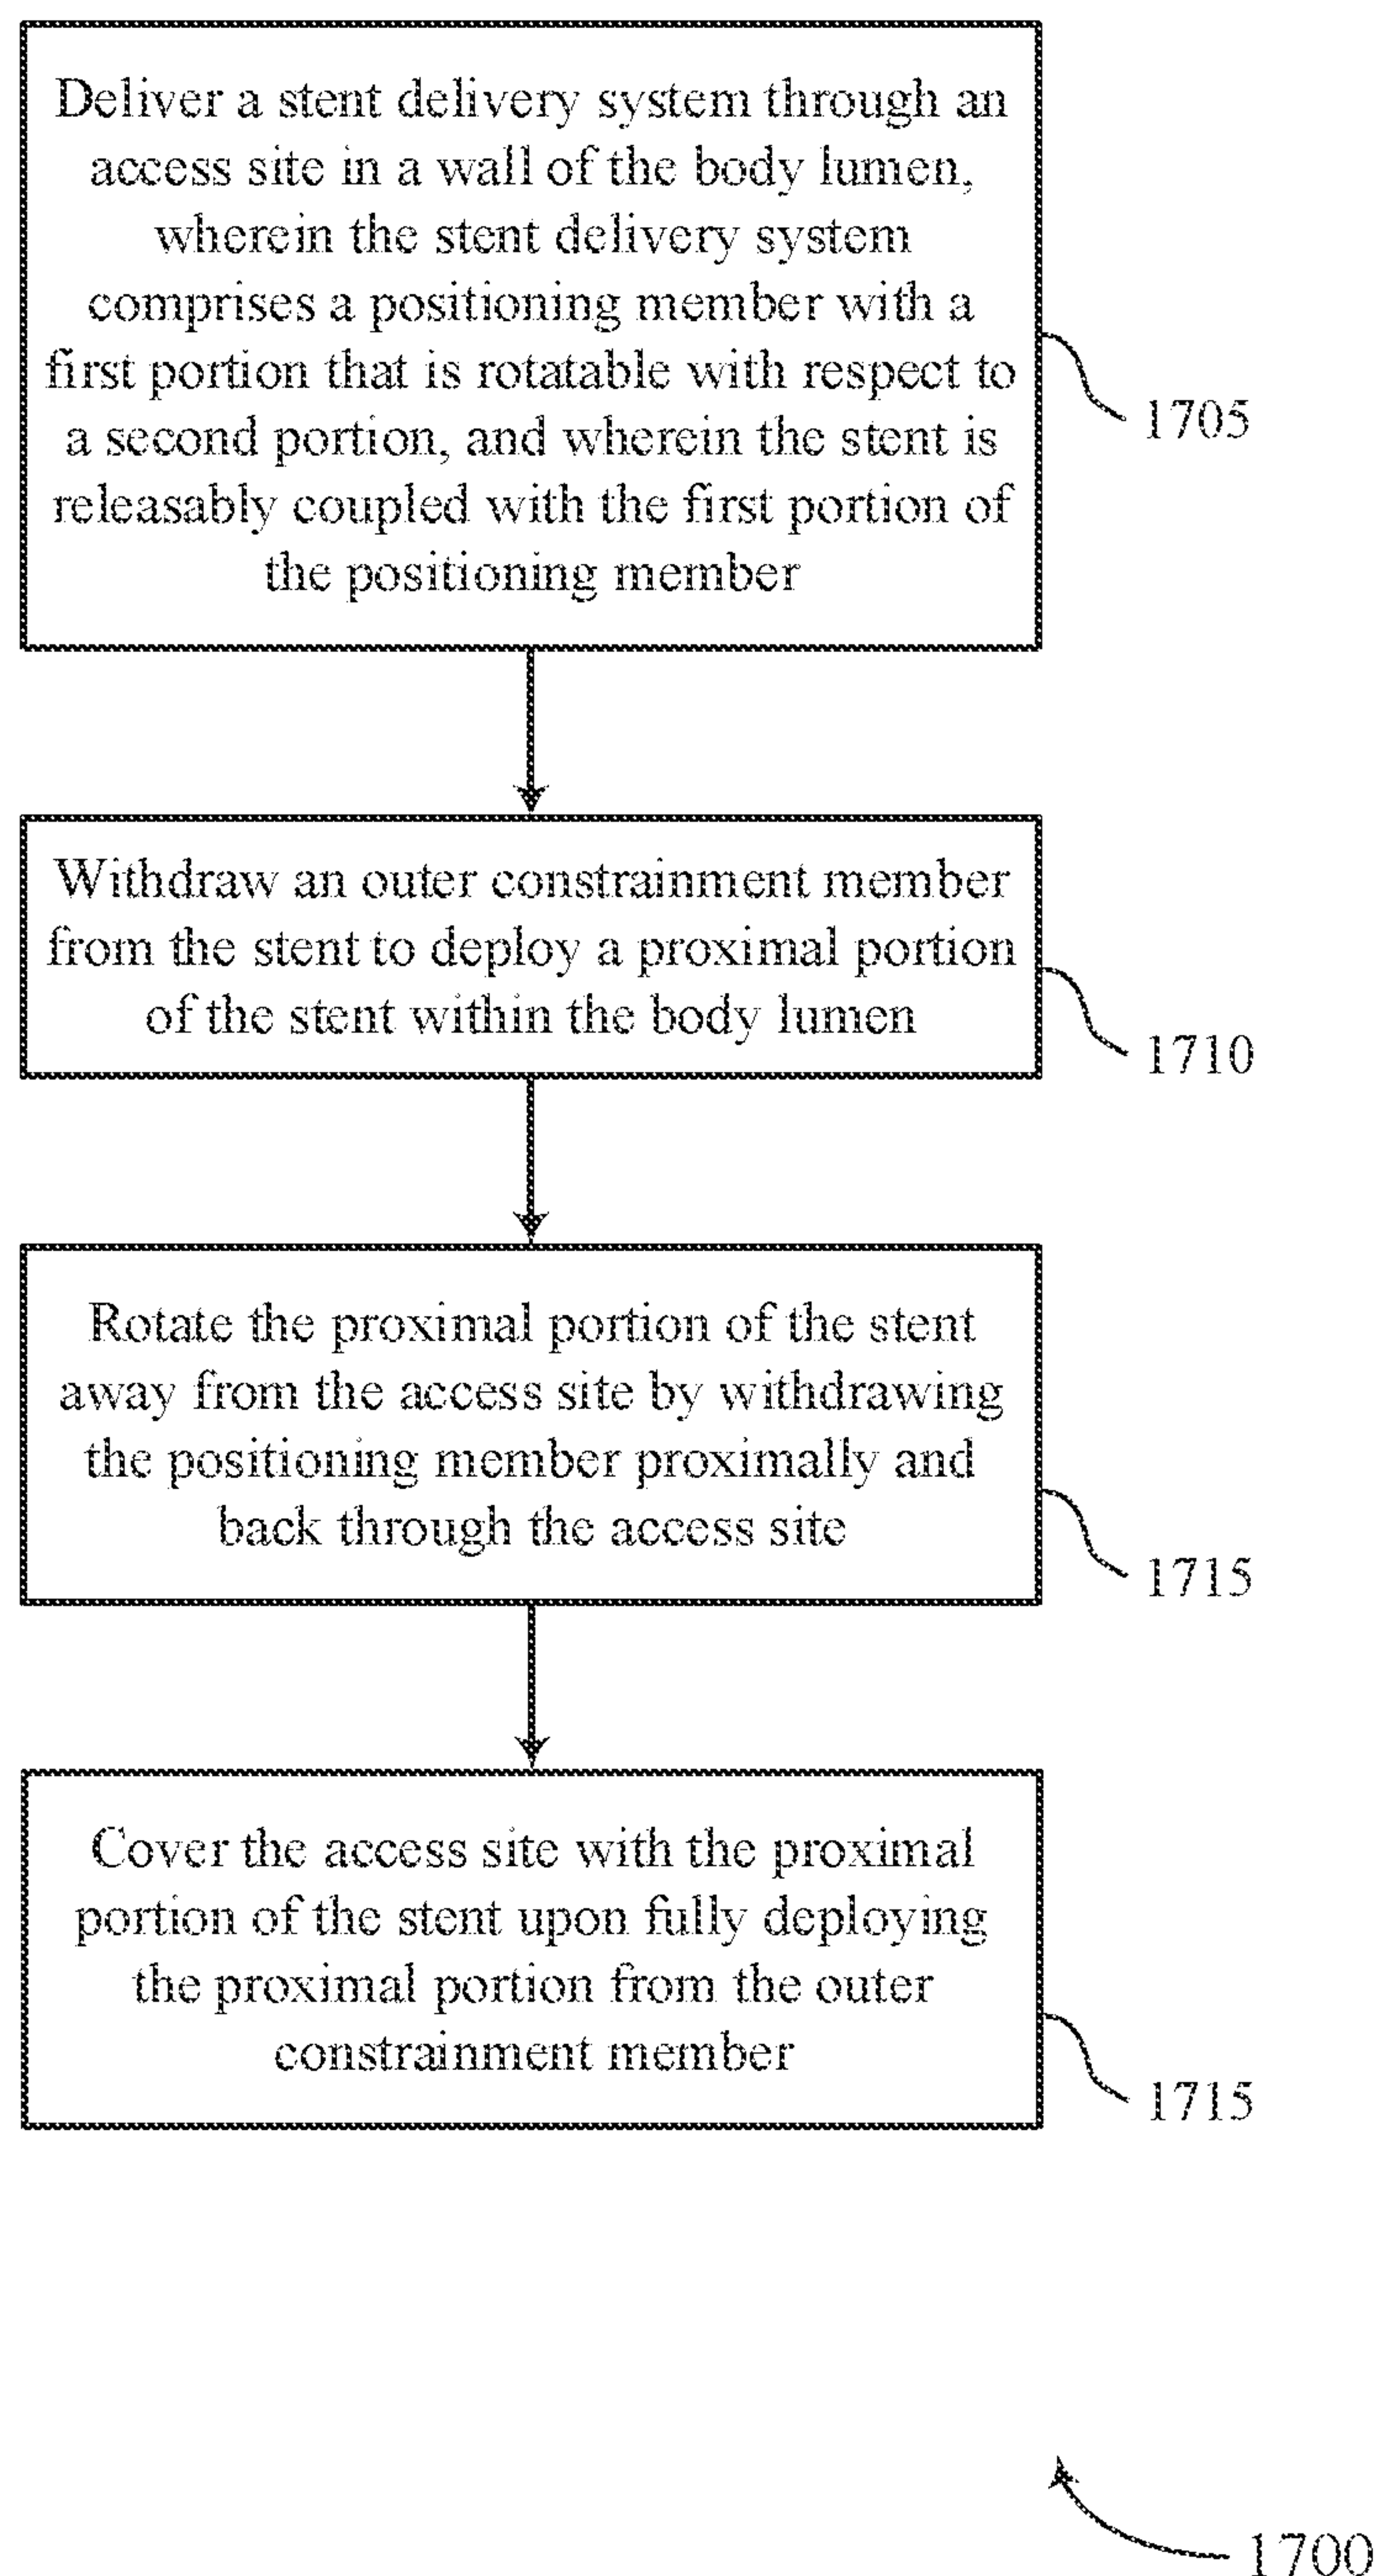 Deliver a stent delivery system through an
access site in a wall of the body lumen,
wherein the stent delivery system
comprises a positioning member with a
first portion that is rotatable with respect to
a second portion, and wherein the stent is
releasably coupled with the first portion of
the positioning member
1705
Withdraw an outer constrainment member
from the stent to deploy a proximal portion
of the stent within the body lumen
1710
Rotate the proximal portion of the stent
away from the access site by withdrawing
the positioning member proximally and
back through the access site
1715
Cover the access site with the proximal
portion of the stent upon fully deploying
the proximal portion from the outer
constrainment member
1715
1700